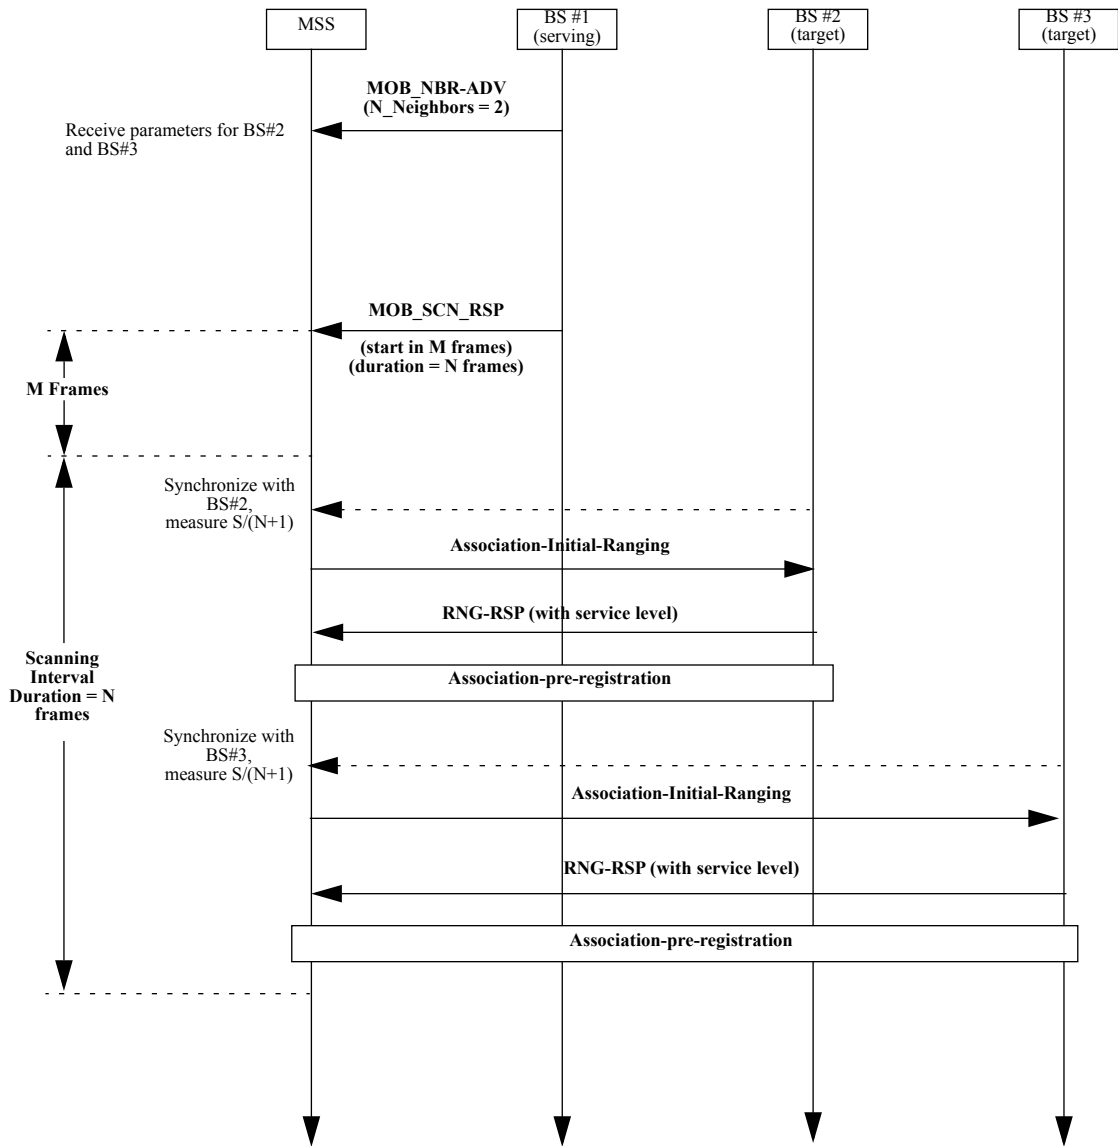 MSS
BS #1
(serving)
BS #2
(target)
BS #3
(target)
MOB_NBR-ADV
(N_Neighbors = 2)
Receive parameters for BS#2
and BS#3
MOB_SCN_RSP
(start in M frames)
(duration = N frames)
M Frames
Synchronize with
BS#2,
measure S/(N+1)
Association-Initial-Ranging
RNG-RSP (with service level)
Scanning
Interval
Duration = N
frames
Association-pre-registration
Synchronize with
BS#3,
measure S/(N+1)
Association-Initial-Ranging
RNG-RSP (with service level)
Association-pre-registration